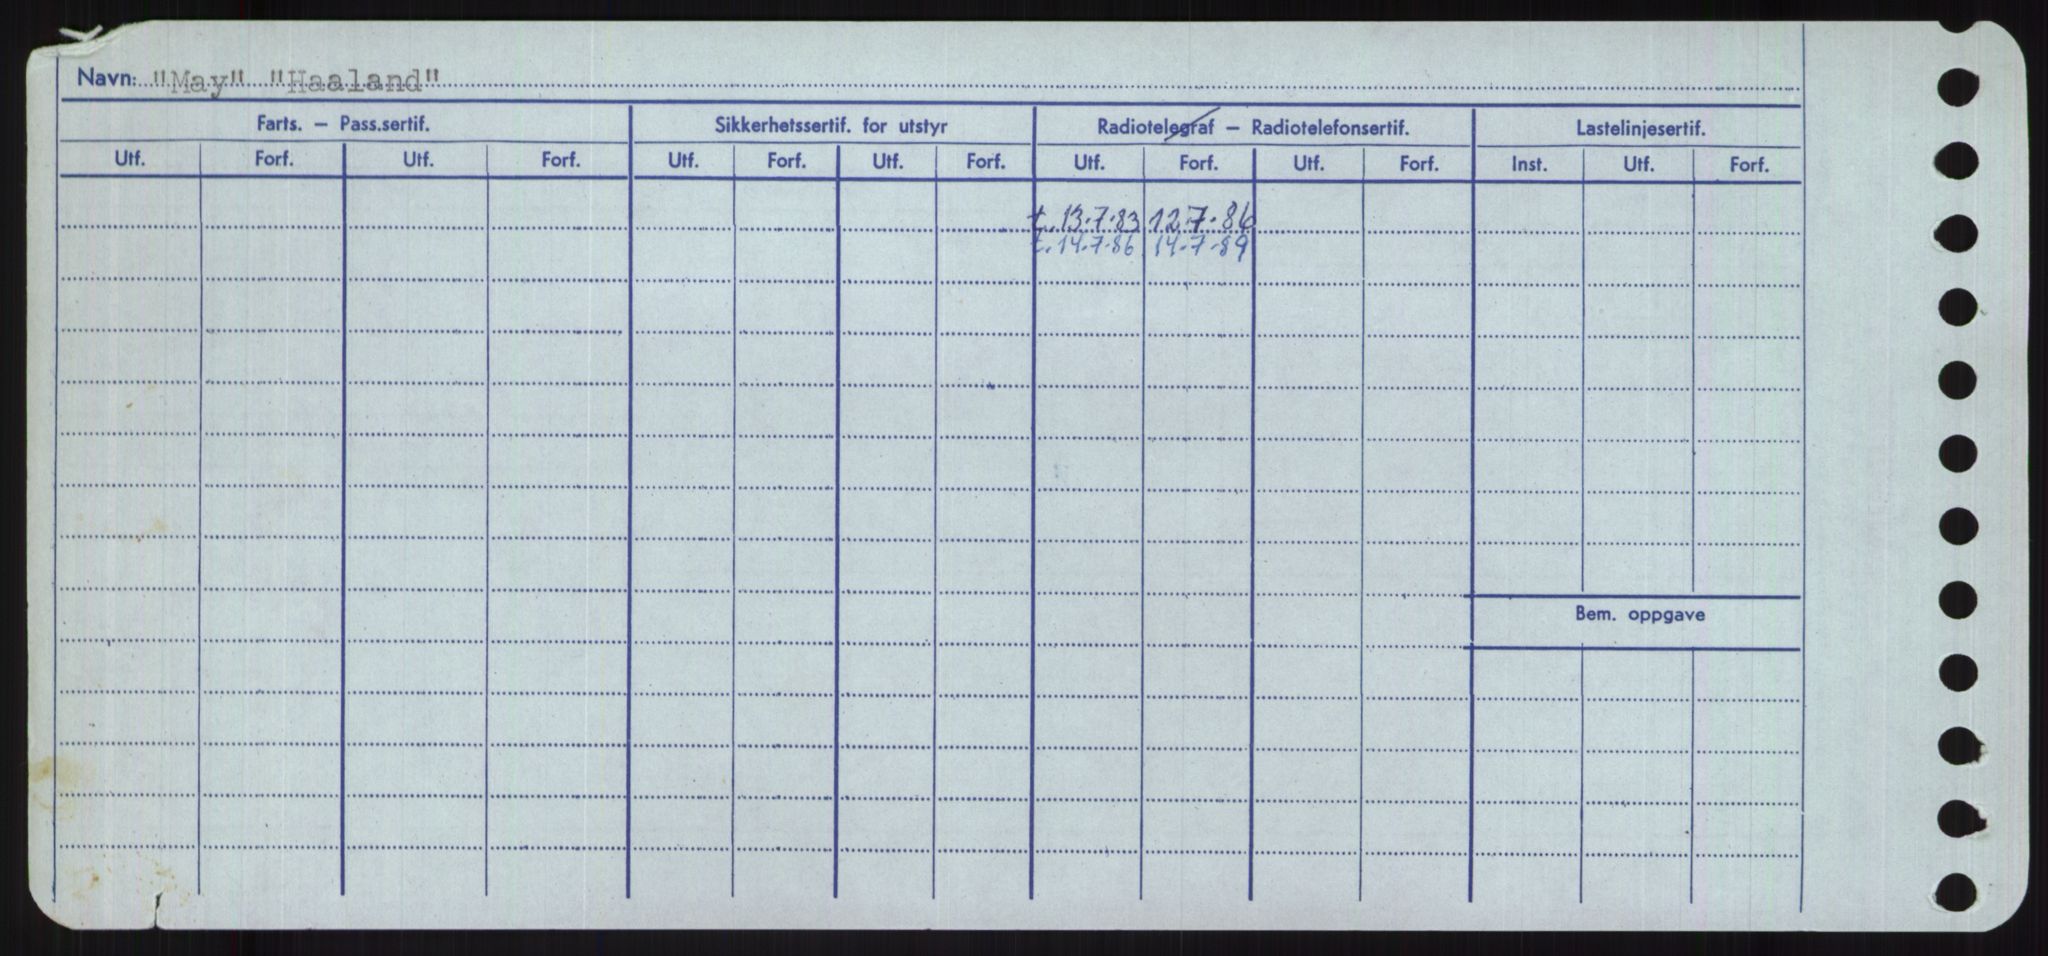 Navn: "May" "Haaland"
Farts. – Pass.sertif. Sikkerhetssertif. for utstyr Radiotelegraf – Radiotelefonsertif. Lastelinjesertif.
Utf. Forf. Utf. Forf. Utf. Forf. Utf. Forf. Utf. Forf. Utf. Forf. Inst. Utf. Forf.
t. 13.7.83 12.7.86
t. 14.7.86 14.7.89
Bem. oppgave